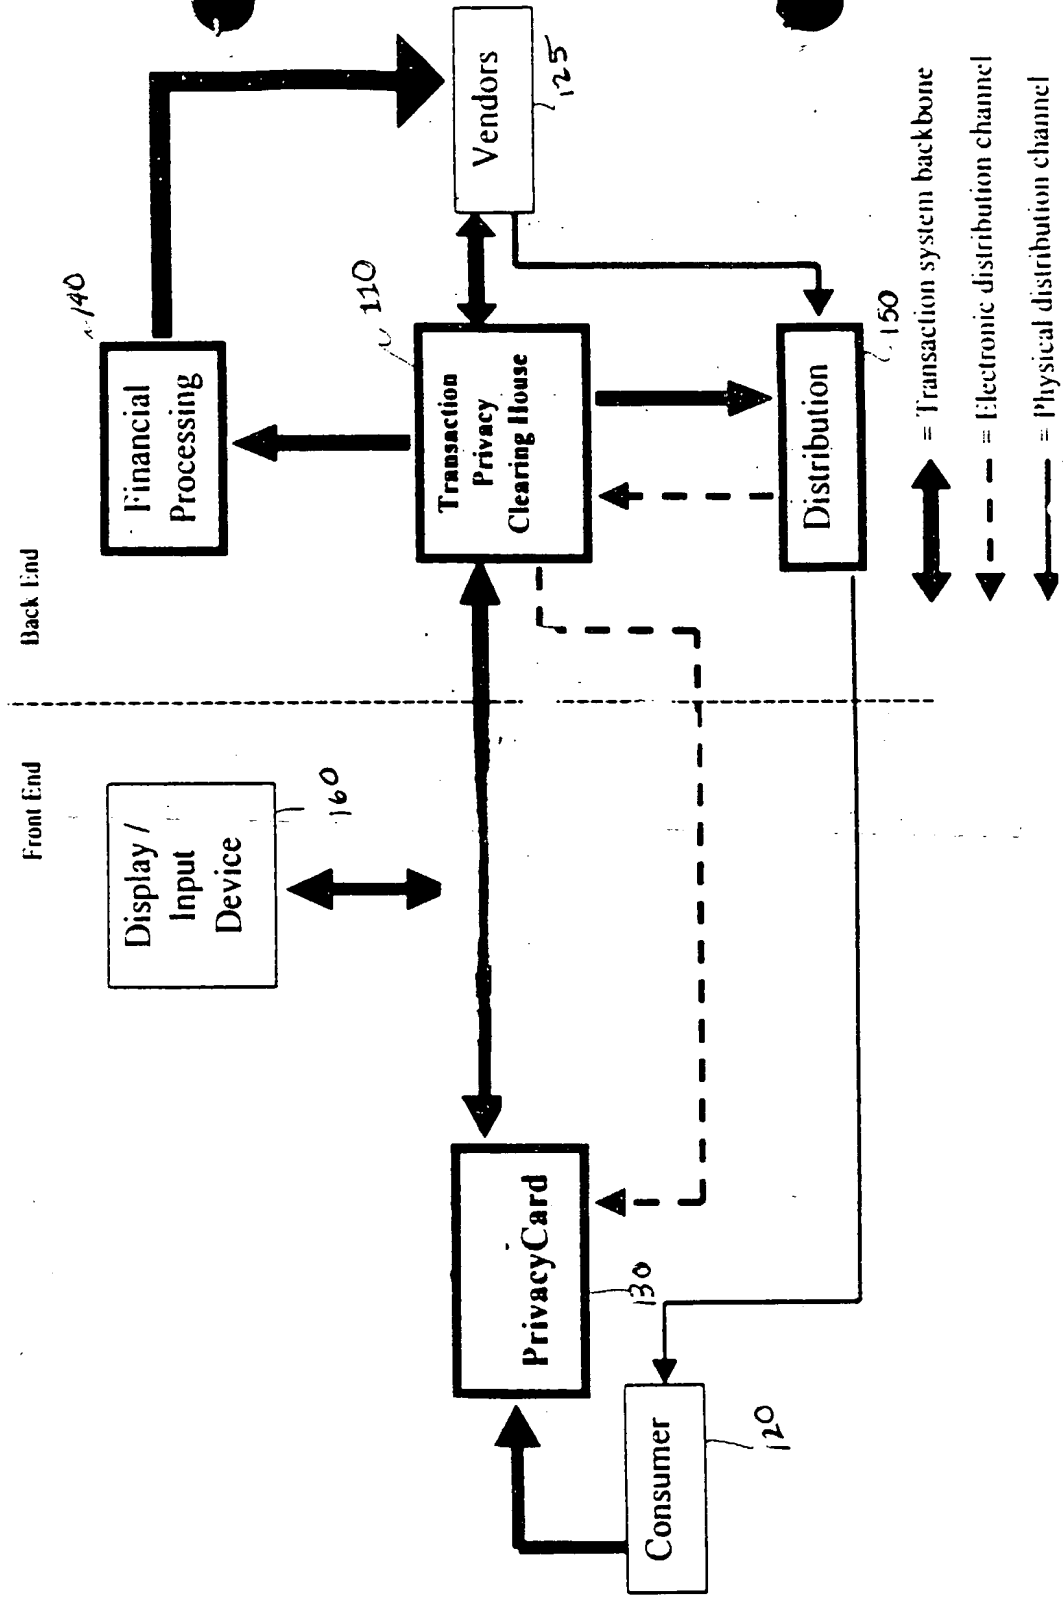 Front End
Back End
Display /
Input
Device
160
Financial
Processing
140
PrivacyCard
130
Transaction
Privacy
Clearing House
110
Vendors
125
Consumer
120
Distribution
150
= Transaction system backbone
= Electronic distribution channel
= Physical distribution channel